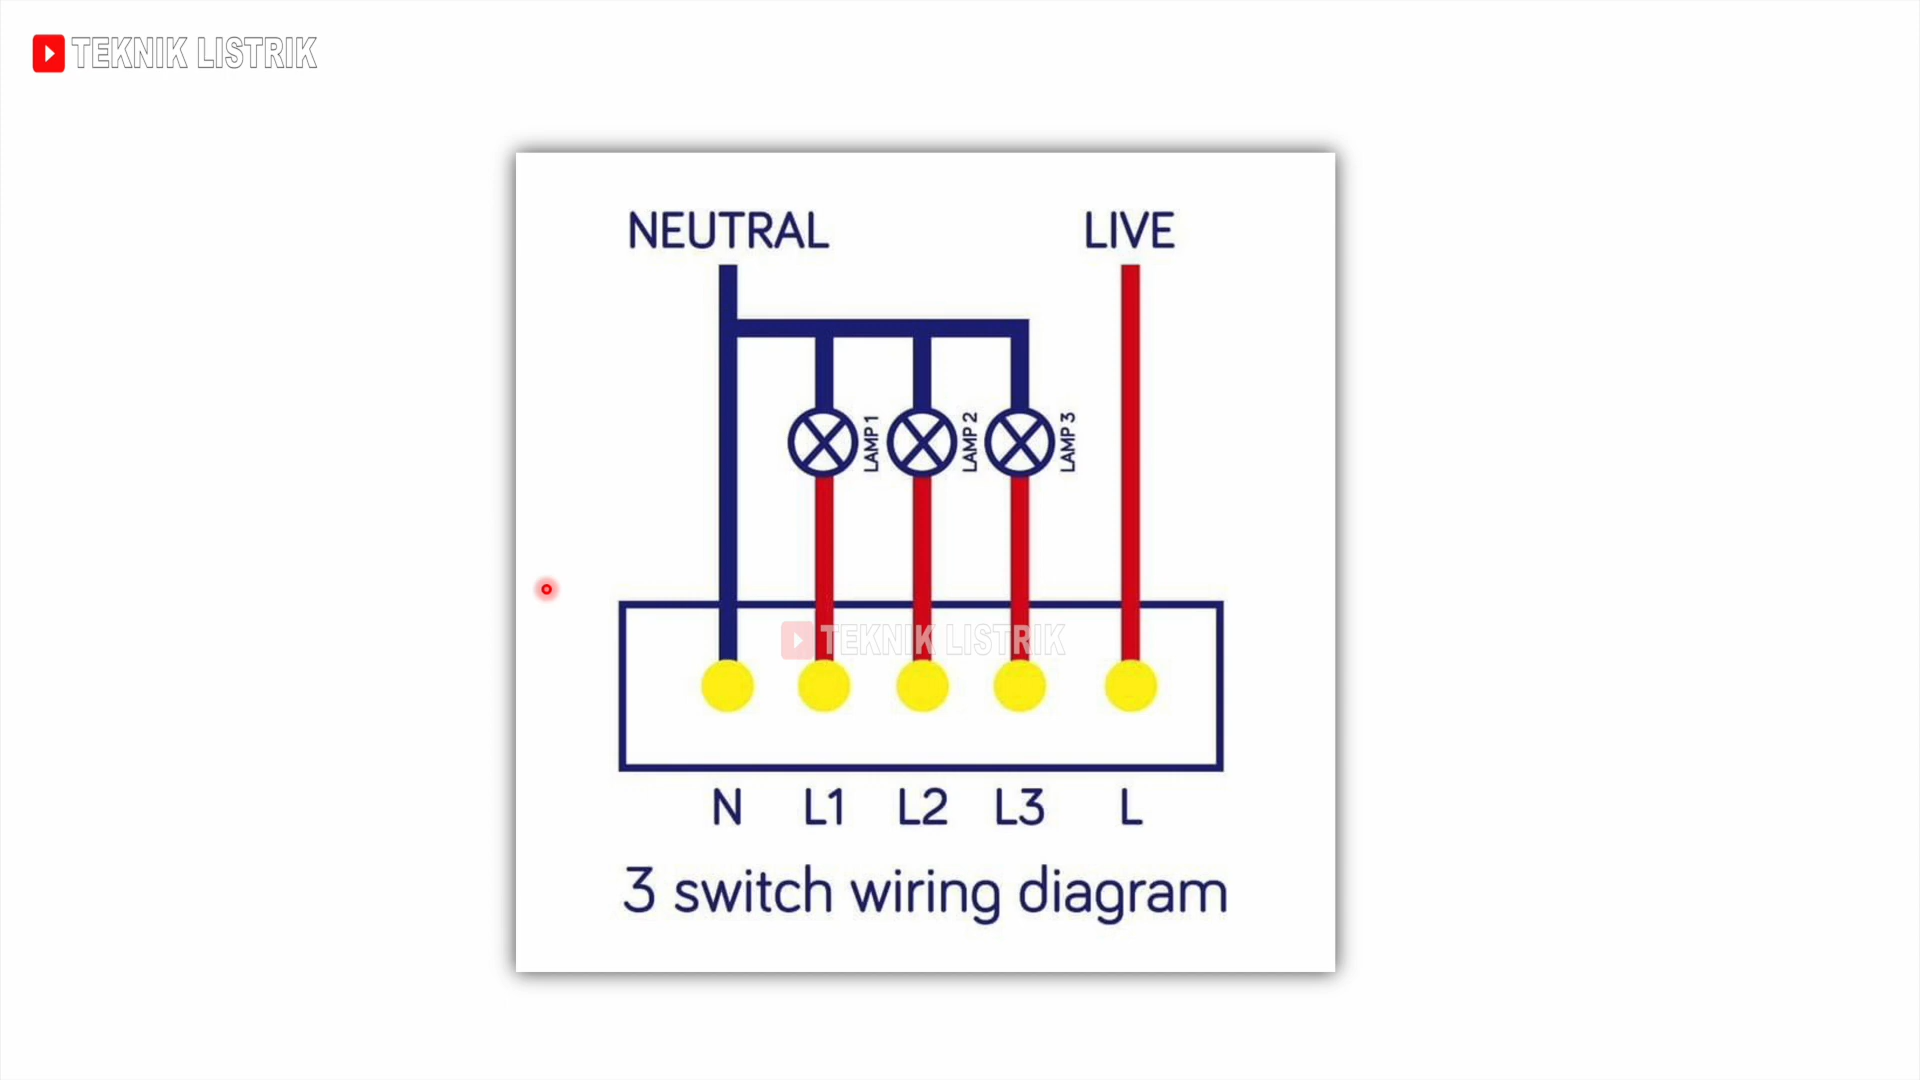 TEKNIK LISTRIK
NEUTRAL LIVE
LAMP 1
LAMP 2
LAMP 3
TEKNIK LISTRIK
N L1 L2 L3 L
3 switch wiring diagram